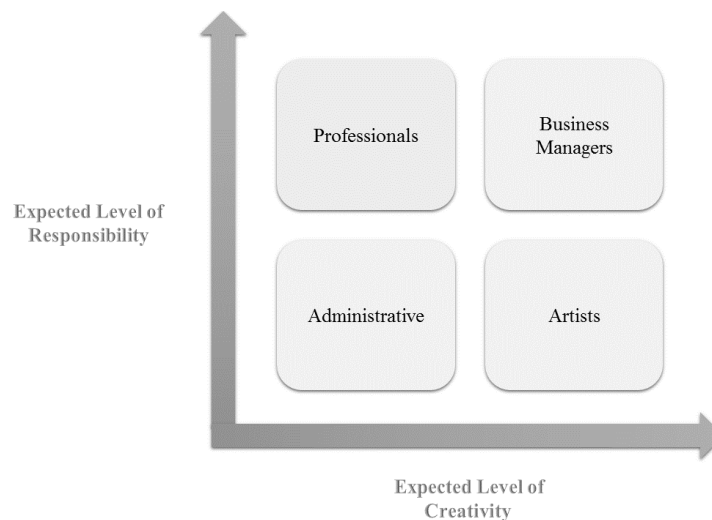 Professionals
Business
Managers
Expected Level of
Responsibility
Administrative
Artists
Expected Level of
Creativity